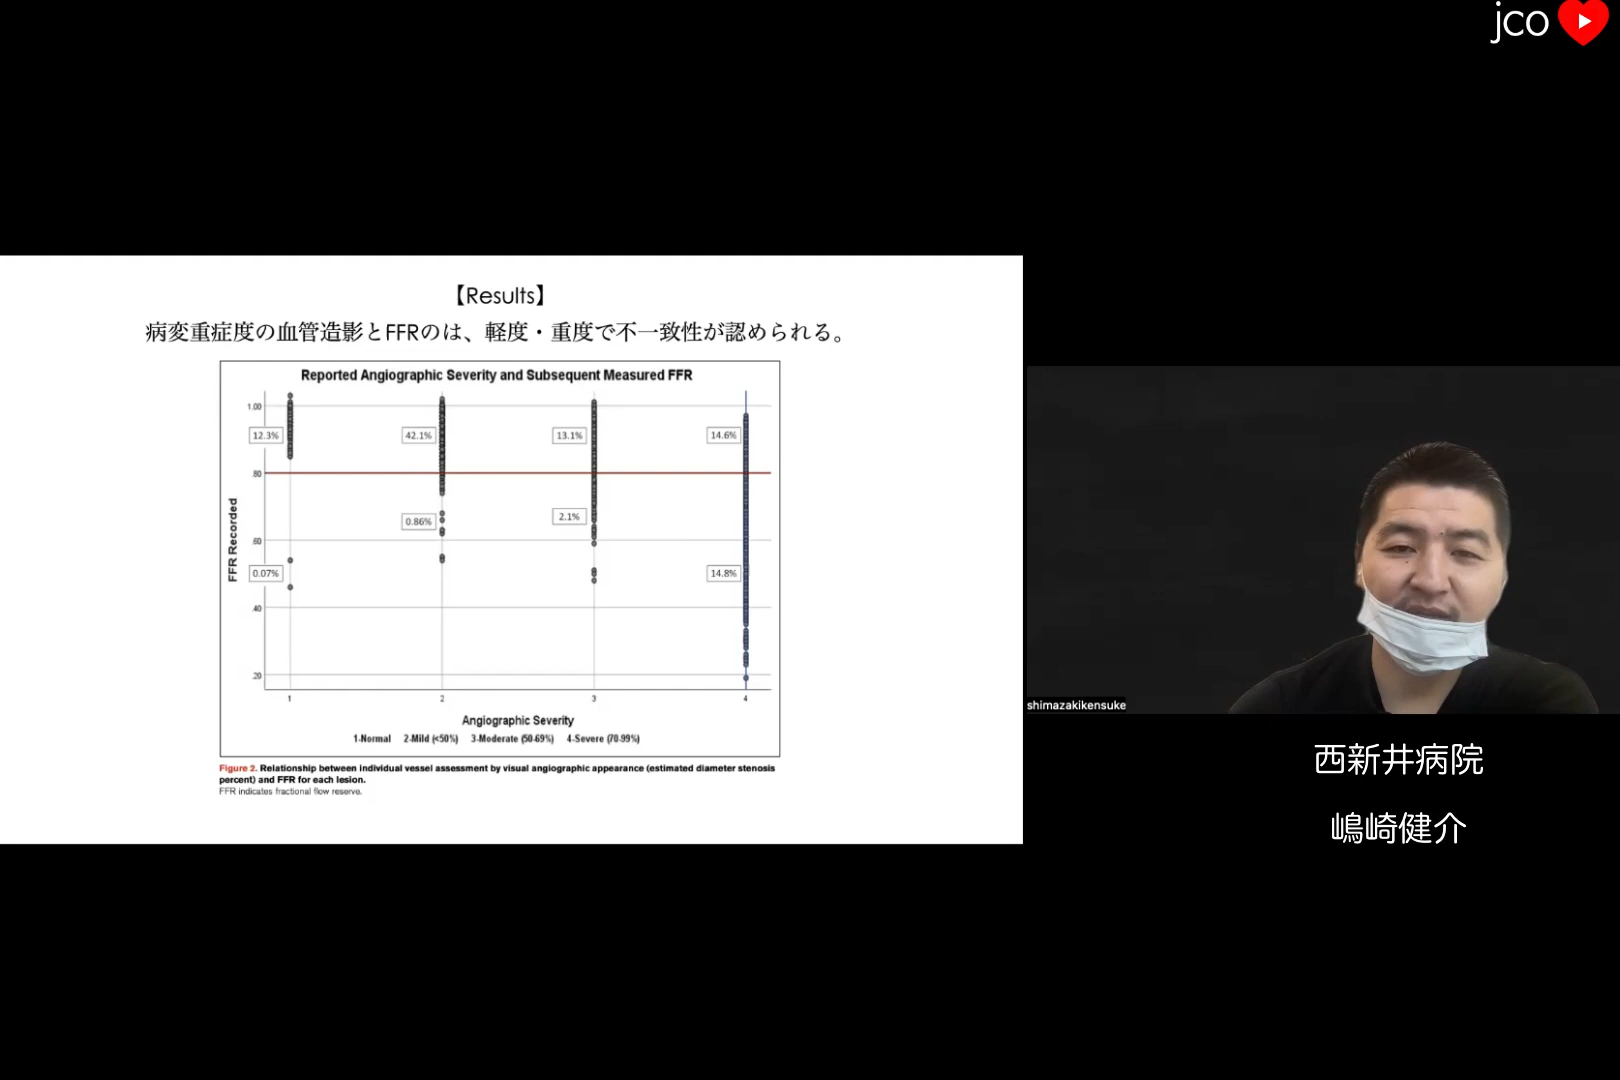 jco
【Results】
病変重症度の血管造影とFFRのは、軽度・重度で不一致性が認められる。
Reported Angiographic Severity and Subsequent Measured FFR
1.00
.80
.60
.40
.20
FFR Recorded
12.3%
42.1%
13.1%
14.6%
0.86%
2.1%
0.07%
14.8%
1
2
3
4
Angiographic Severity
1-Normal 2-Mild (<50%) 3-Moderate (50-69%) 4-Severe (70-99%)
Figure 2. Relationship between individual vessel assessment by visual angiographic appearance (estimated diameter stenosis
percent) and FFR for each lesion.
FFR indicates fractional flow reserve.
shimazakikensuke
西新井病院
嶋崎健介